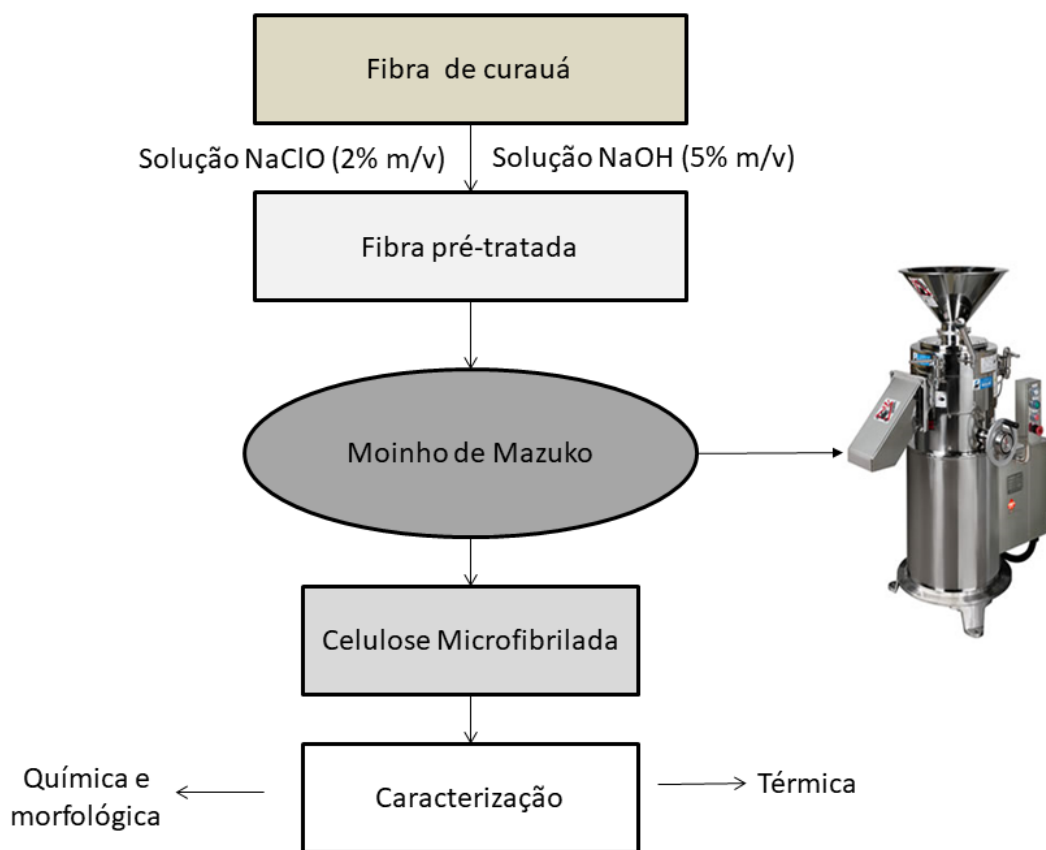 Fibra de curauá
Solução NaClO (2% m/v)
Solução NaOH (5% m/v)
Fibra pré-tratada
Moinho de Mazuko
Celulose Microfibrilada
Caracterização
Química e
morfológica
Térmica